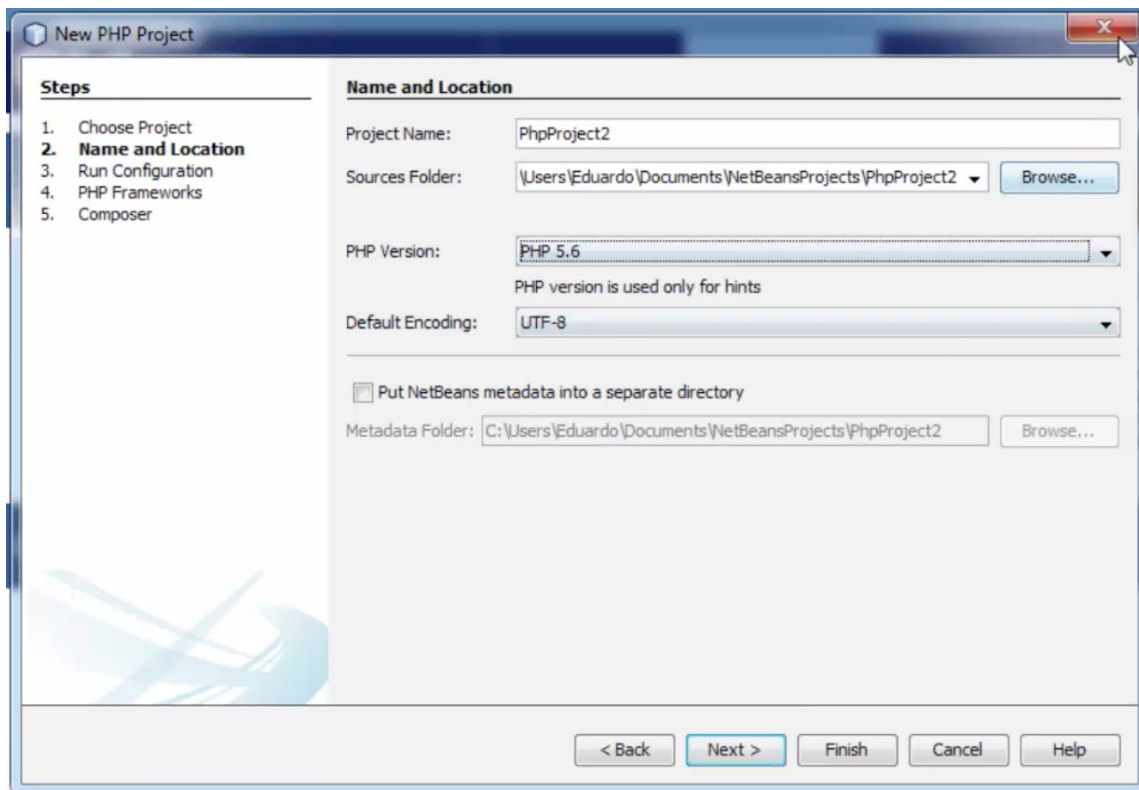 New PHP Project
Steps
1. Choose Project
2. Name and Location
3. Run Configuration
4. PHP Frameworks
5. Composer
Name and Location
Project Name: PhpProject2
Sources Folder: \Users\Eduardo\Documents\NetBeansProjects\PhpProject2 Browse...
PHP Version: PHP 5.6
PHP version is used only for hints
Default Encoding: UTF-8
Put NetBeans metadata into a separate directory
Metadata Folder: C:\Users\Eduardo\Documents\NetBeansProjects\PhpProject2 Browse...
< Back Next > Finish Cancel Help